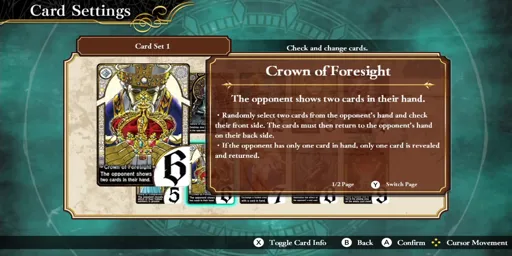 Card Settings
Card Set 1
Check and change cards.
Crown of Foresight
The opponent shows two cards in their hand.
・Randomly select two cards from the opponent's hand and check
their front side. The cards must then return to the opponent's hand
on their back side.
・If the opponent has only one card in hand, only one card is revealed
and returned.
1/2 Page
Y Switch Page
Crown of Foresight
The opponent shows
two cards in their hand.
6
5
X Toggle Card Info
B Back
A Confirm
Cursor Movement